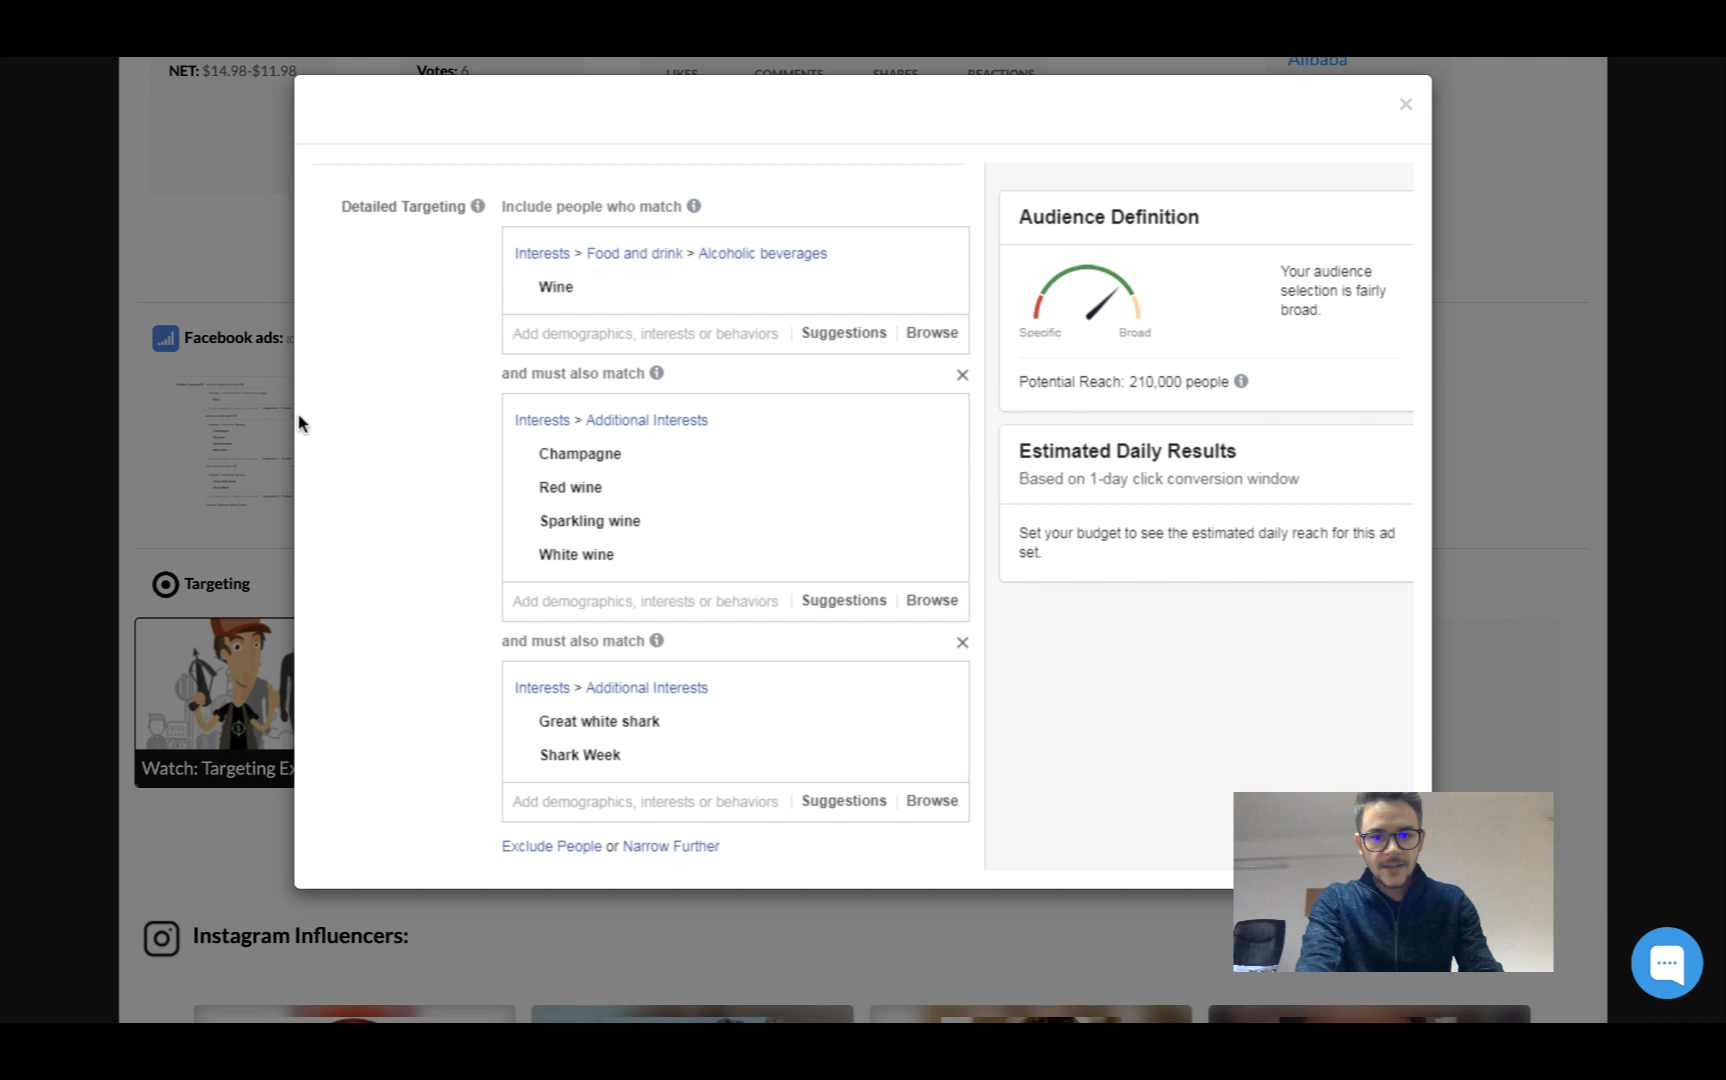 NET: $14.98-$11.98
Votes: 6
LIKES COMMENTS SHARES REACTIONS
Alibaba
×
Detailed Targeting
Include people who match
Interests > Food and drink > Alcoholic beverages
Wine
Add demographics, interests or behaviors | Suggestions | Browse
and must also match
Interests > Additional Interests
Champagne
Red wine
Sparkling wine
White wine
Add demographics, interests or behaviors | Suggestions | Browse
and must also match
Interests > Additional Interests
Great white shark
Shark Week
Add demographics, interests or behaviors | Suggestions | Browse
Exclude People or Narrow Further
Audience Definition
Your audience
selection is fairly
broad.
Specific
Broad
Potential Reach: 210,000 people
Estimated Daily Results
Based on 1-day click conversion window
Set your budget to see the estimated daily reach for this ad
set.
Facebook ads:
Targeting
Watch: Targeting Ex
Instagram Influencers: